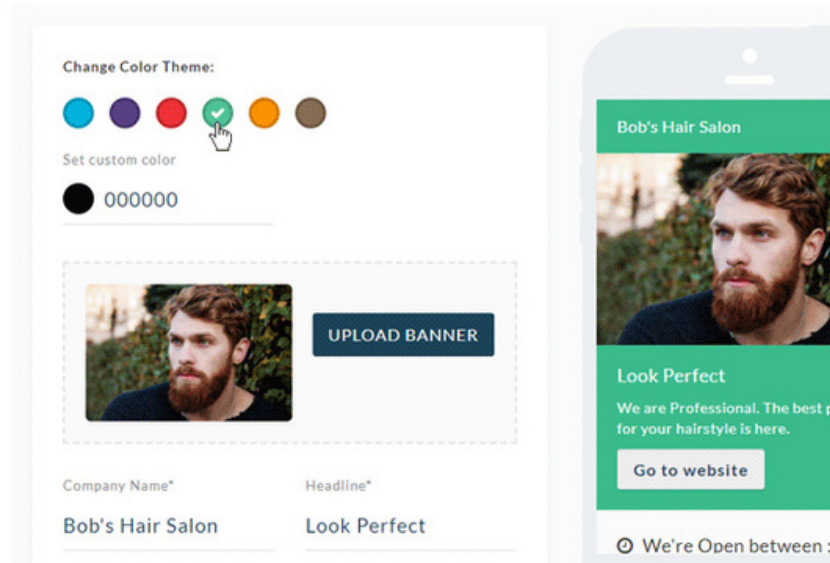 Change Color Theme:
Set custom color
000000
UPLOAD BANNER
Company Name*
Headline*
Bob's Hair Salon
Look Perfect
Bob's Hair Salon
Look Perfect
We are Professional. The best
for your hairstyle is here.
Go to website
We're Open between :